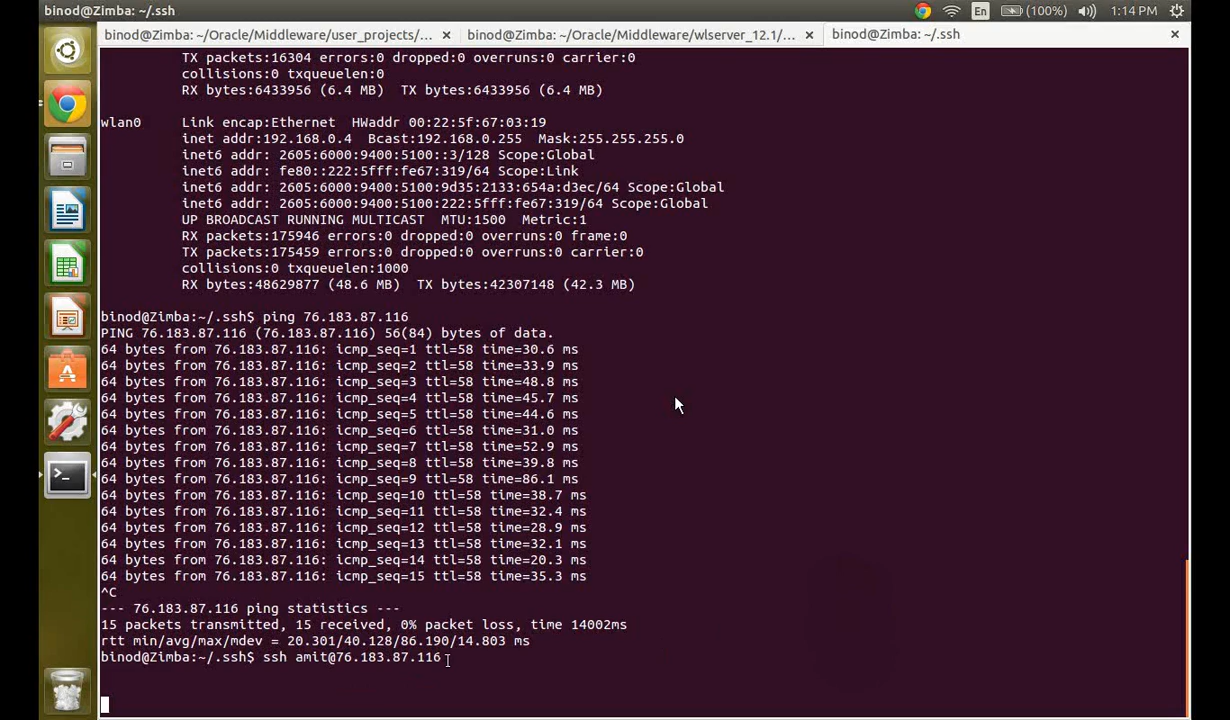 binod@Zimba: ~/.ssh
En (100%) 1:14 PM
binod@Zimba: ~/Oracle/Middleware/user_projects/... × binod@Zimba: ~/Oracle/Middleware/wlserver_12.1/... × binod@Zimba: ~/.ssh ×
TX packets:16304 errors:0 dropped:0 overruns:0 carrier:0
collisions:0 txqueuelen:0
RX bytes:6433956 (6.4 MB)  TX bytes:6433956 (6.4 MB)
wlan0     Link encap:Ethernet  HWaddr 00:22:5f:67:03:19
inet addr:192.168.0.4  Bcast:192.168.0.255  Mask:255.255.255.0
inet6 addr: 2605:6000:9400:5100::3/128 Scope:Global
inet6 addr: fe80::222:5fff:fe67:319/64 Scope:Link
inet6 addr: 2605:6000:9400:5100:9d35:2133:654a:d3ec/64 Scope:Global
inet6 addr: 2605:6000:9400:5100:222:5fff:fe67:319/64 Scope:Global
UP BROADCAST RUNNING MULTICAST  MTU:1500  Metric:1
RX packets:175946 errors:0 dropped:0 overruns:0 frame:0
TX packets:175459 errors:0 dropped:0 overruns:0 carrier:0
collisions:0 txqueuelen:1000
RX bytes:48629877 (48.6 MB)  TX bytes:42307148 (42.3 MB)
binod@Zimba:~/.ssh$ ping 76.183.87.116
PING 76.183.87.116 (76.183.87.116) 56(84) bytes of data.
64 bytes from 76.183.87.116: icmp_seq=1 ttl=58 time=30.6 ms
64 bytes from 76.183.87.116: icmp_seq=2 ttl=58 time=33.9 ms
64 bytes from 76.183.87.116: icmp_seq=3 ttl=58 time=48.8 ms
64 bytes from 76.183.87.116: icmp_seq=4 ttl=58 time=45.7 ms
64 bytes from 76.183.87.116: icmp_seq=5 ttl=58 time=44.6 ms
64 bytes from 76.183.87.116: icmp_seq=6 ttl=58 time=31.0 ms
64 bytes from 76.183.87.116: icmp_seq=7 ttl=58 time=52.9 ms
64 bytes from 76.183.87.116: icmp_seq=8 ttl=58 time=39.8 ms
64 bytes from 76.183.87.116: icmp_seq=9 ttl=58 time=86.1 ms
64 bytes from 76.183.87.116: icmp_seq=10 ttl=58 time=38.7 ms
64 bytes from 76.183.87.116: icmp_seq=11 ttl=58 time=32.4 ms
64 bytes from 76.183.87.116: icmp_seq=12 ttl=58 time=28.9 ms
64 bytes from 76.183.87.116: icmp_seq=13 ttl=58 time=32.1 ms
64 bytes from 76.183.87.116: icmp_seq=14 ttl=58 time=20.3 ms
64 bytes from 76.183.87.116: icmp_seq=15 ttl=58 time=35.3 ms
^C
--- 76.183.87.116 ping statistics ---
15 packets transmitted, 15 received, 0% packet loss, time 14002ms
rtt min/avg/max/mdev = 20.301/40.128/86.190/14.803 ms
binod@Zimba:~/.ssh$ ssh amit@76.183.87.116